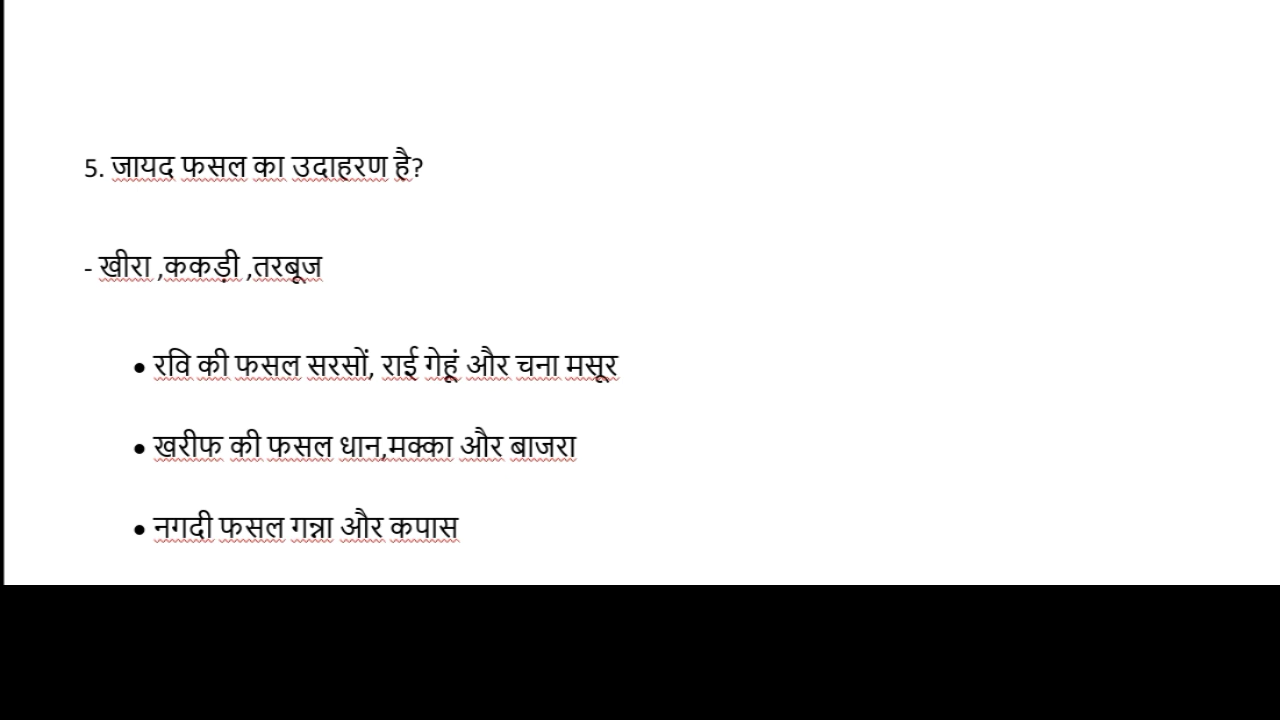 5. जायद फसल का उदाहरण है?
- खीरा ,ककड़ी ,तरबूज
• रवि की फसल सरसों, राई गेहूं और चना मसूर
• खरीफ की फसल धान,मक्का और बाजरा
• नगदी फसल गन्ना और कपास